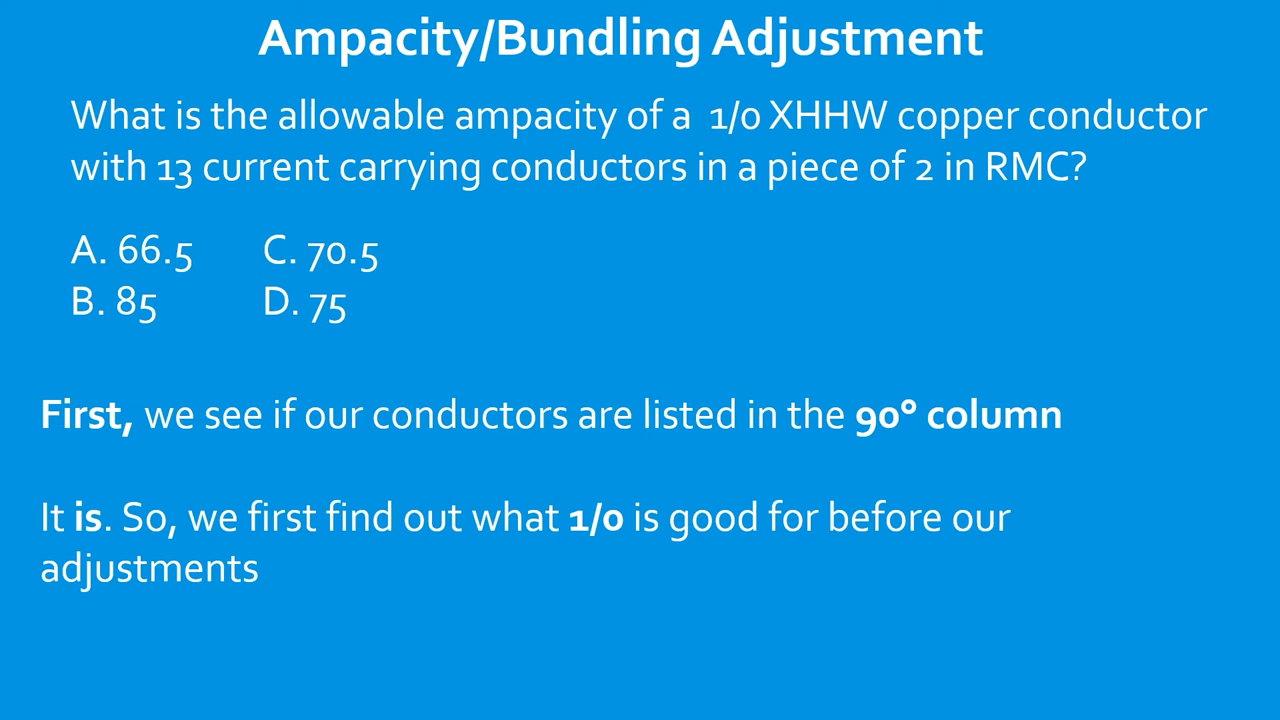 Ampacity/Bundling Adjustment
What is the allowable ampacity of a 1/0 XHHW copper conductor
with 13 current carrying conductors in a piece of 2 in RMC?
A. 66.5 C. 70.5
B. 85 D. 75
First, we see if our conductors are listed in the 90° column
It is. So, we first find out what 1/0 is good for before our
adjustments